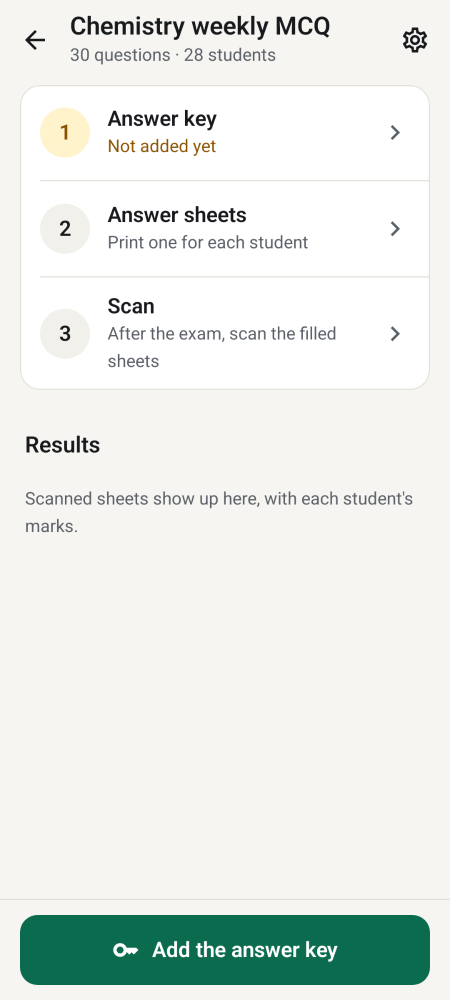 Chemistry weekly MCQ
30 questions · 28 students
1
Answer key
Not added yet
2
Answer sheets
Print one for each student
3
Scan
After the exam, scan the filled
sheets
Results
Scanned sheets show up here, with each student's
marks.
Add the answer key